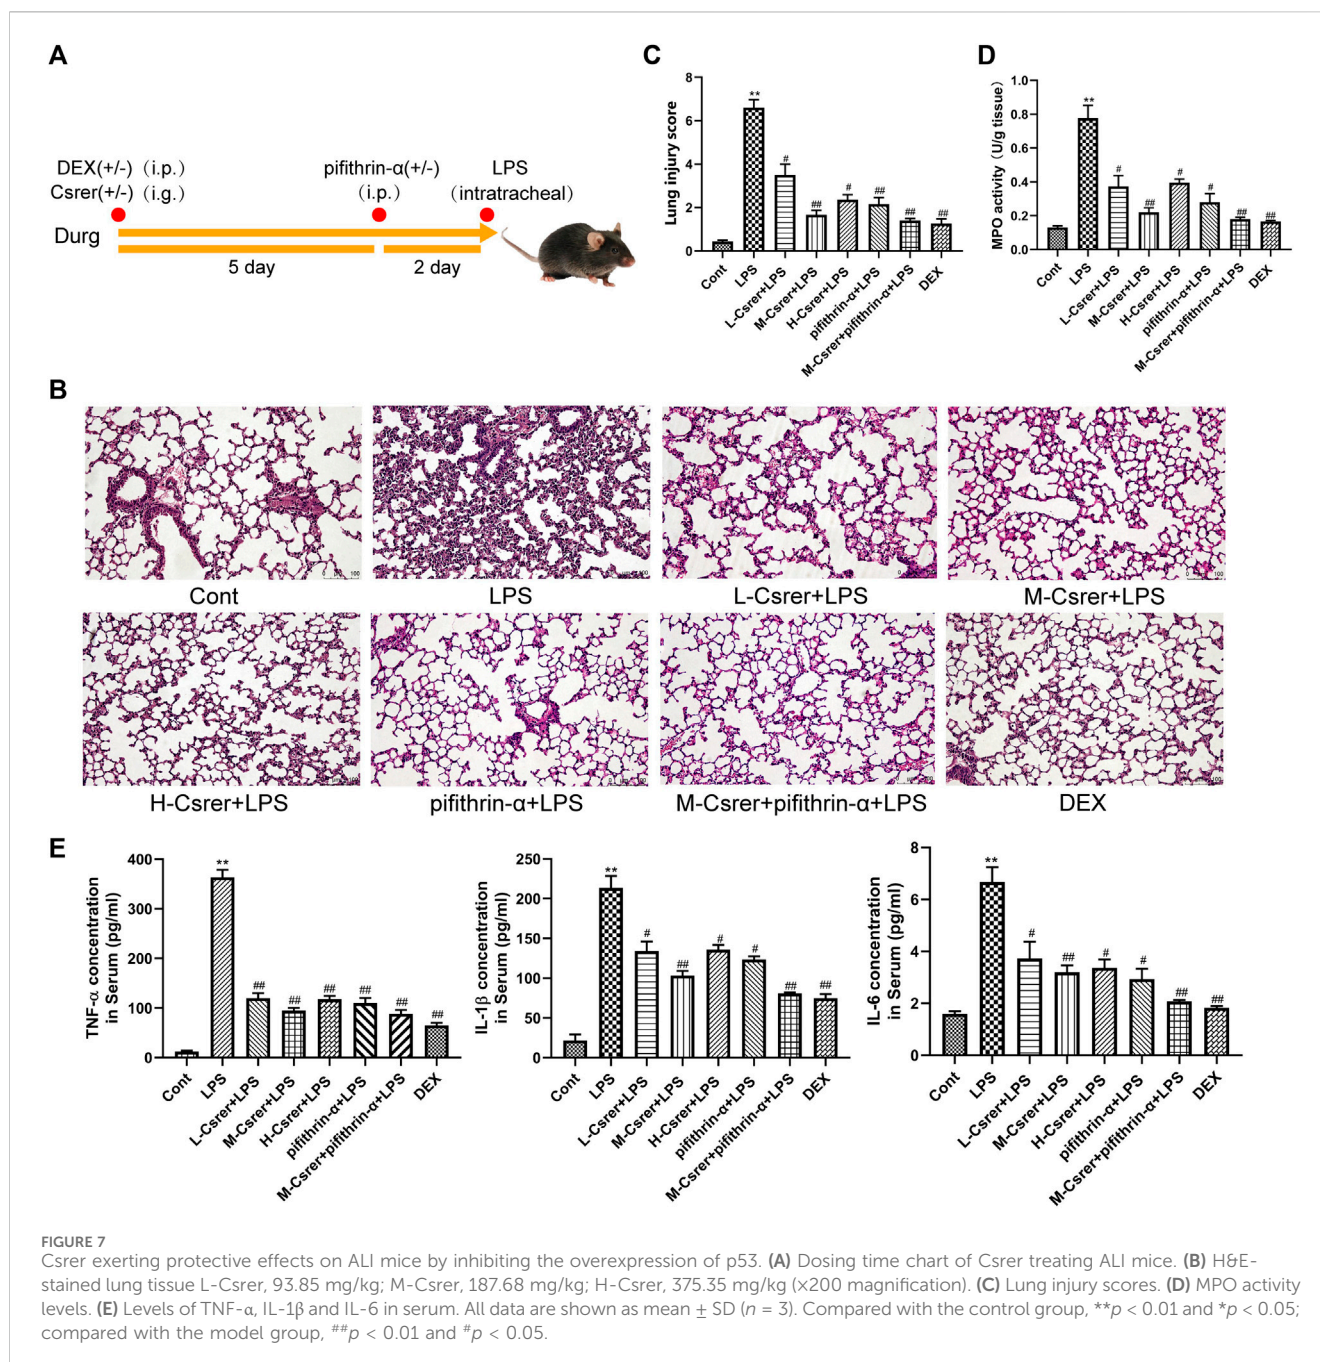 A
DEX(+/-) (i.p.)
Csrer(+/-) (i.g.)
pifithrin-α(+/-)
(i.p.)
LPS
(intratracheal)
Durg
5 day
2 day
C
Lung injury score
8
6
4
2
0
**
#
##
#
##
##
##
Cont
LPS
L-Csrer+LPS
M-Csrer+LPS
H-Csrer+LPS
pifithrin-α+LPS
M-Csrer+pifithrin-α+LPS
DEX
D
MPO activity (U/g tissue)
1.0
0.8
0.6
0.4
0.2
0.0
**
#
##
#
#
##
##
Cont
LPS
L-Csrer+LPS
M-Csrer+LPS
H-Csrer+LPS
pifithrin-α+LPS
M-Csrer+pifithrin-α+LPS
DEX
B
Cont
LPS
L-Csrer+LPS
M-Csrer+LPS
H-Csrer+LPS
pifithrin-α+LPS
M-Csrer+pifithrin-α+LPS
DEX
E
TNF-α concentration
in Serum (pg/ml)
400
300
200
100
0
**
##
##
##
##
##
##
Cont
LPS
L-Csrer+LPS
M-Csrer+LPS
H-Csrer+LPS
pifithrin-α+LPS
M-Csrer+pifithrin-α+LPS
DEX
IL-1β concentration
in Serum (pg/ml)
250
200
150
100
50
0
**
#
##
#
#
##
##
Cont
LPS
L-Csrer+LPS
M-Csrer+LPS
H-Csrer+LPS
pifithrin-α+LPS
M-Csrer+pifithrin-α+LPS
DEX
IL-6 concentration
in Serum (pg/ml)
8
6
4
2
0
**
#
##
#
#
##
##
Cont
LPS
L-Csrer+LPS
M-Csrer+LPS
H-Csrer+LPS
pifithrin-α+LPS
M-Csrer+pifithrin-α+LPS
DEX
FIGURE 7
Csrer exerting protective effects on ALI mice by inhibiting the overexpression of p53. (A) Dosing time chart of Csrer treating ALI mice. (B) H&E-
stained lung tissue L-Csrer, 93.85 mg/kg; M-Csrer, 187.68 mg/kg; H-Csrer, 375.35 mg/kg (×200 magnification). (C) Lung injury scores. (D) MPO activity
levels. (E) Levels of TNF-α, IL-1β and IL-6 in serum. All data are shown as mean ± SD (n = 3). Compared with the control group, **p < 0.01 and *p < 0.05;
compared with the model group, ##p < 0.01 and #p < 0.05.